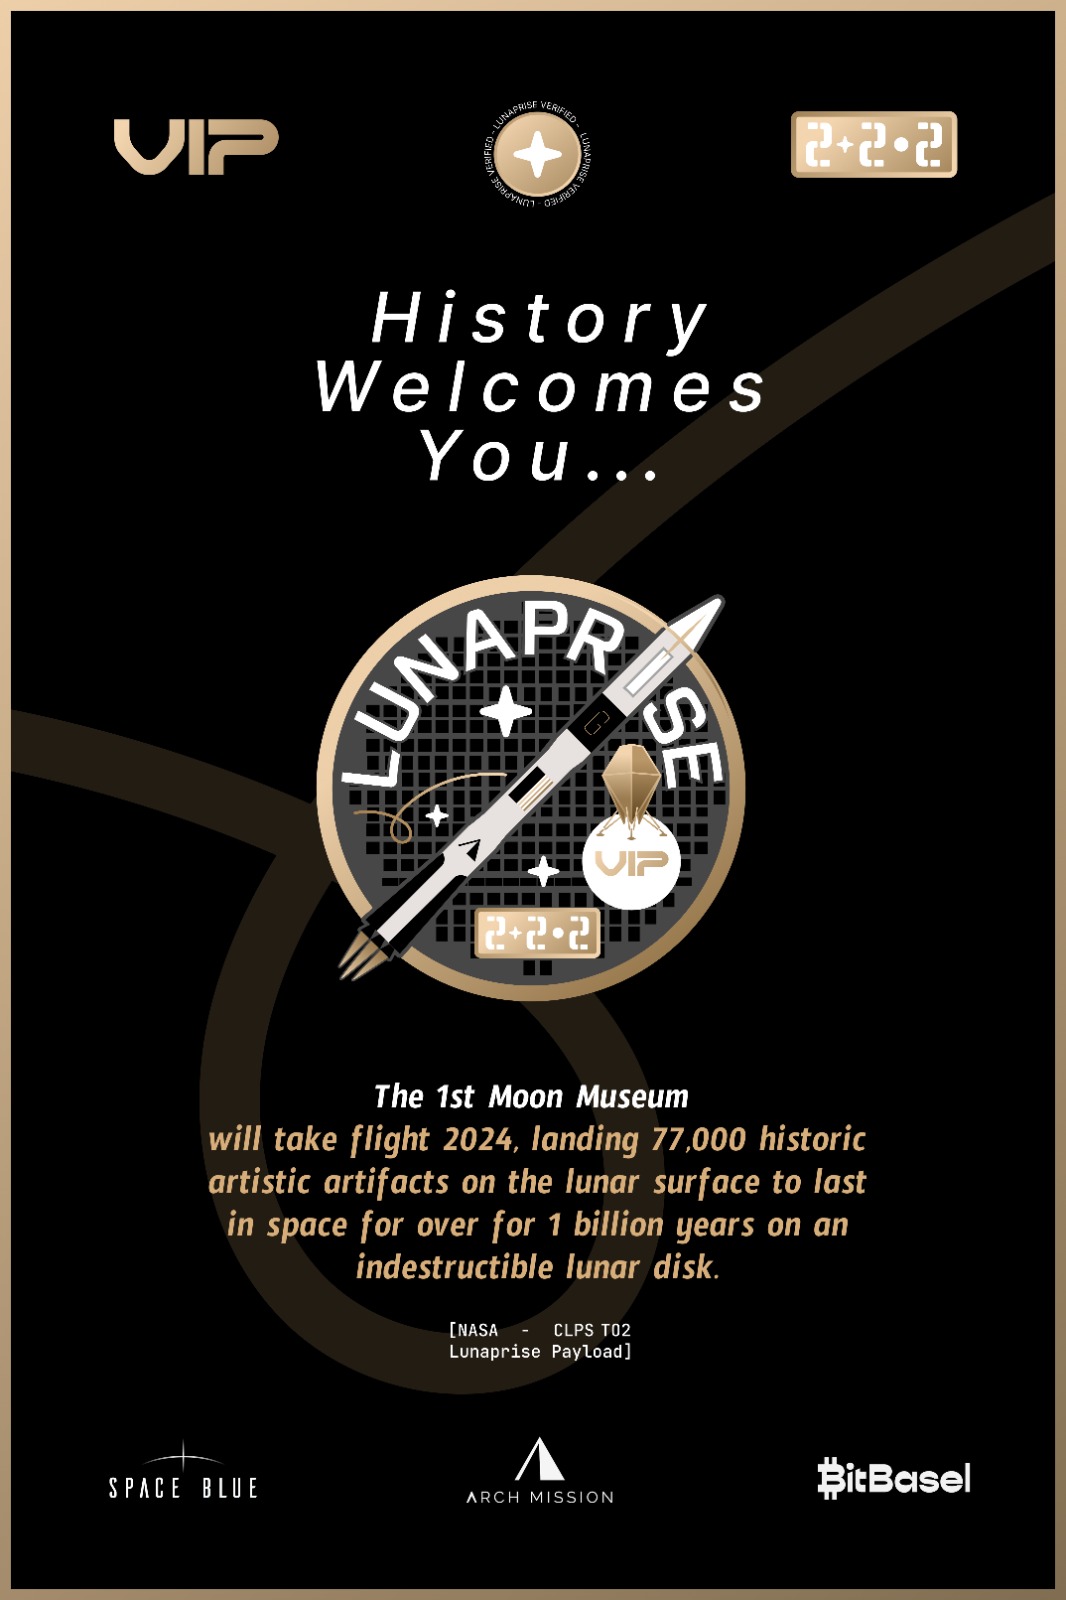 VIP
LUNAPRISE VERIFIED - LUNAPRISE VERIFIED - LUNAPRISE VERIFIED -
2+2•2
History
Welcomes
You...
LUNAPRISE
G
VIP
2+2•2
The 1st Moon Museum
will take flight 2024, landing 77,000 historic
artistic artifacts on the lunar surface to last
in space for over for 1 billion years on an
indestructible lunar disk.
[NASA - CLPS TO2
Lunaprise Payload]
SPACE BLUE
ARCH MISSION
BitBasel